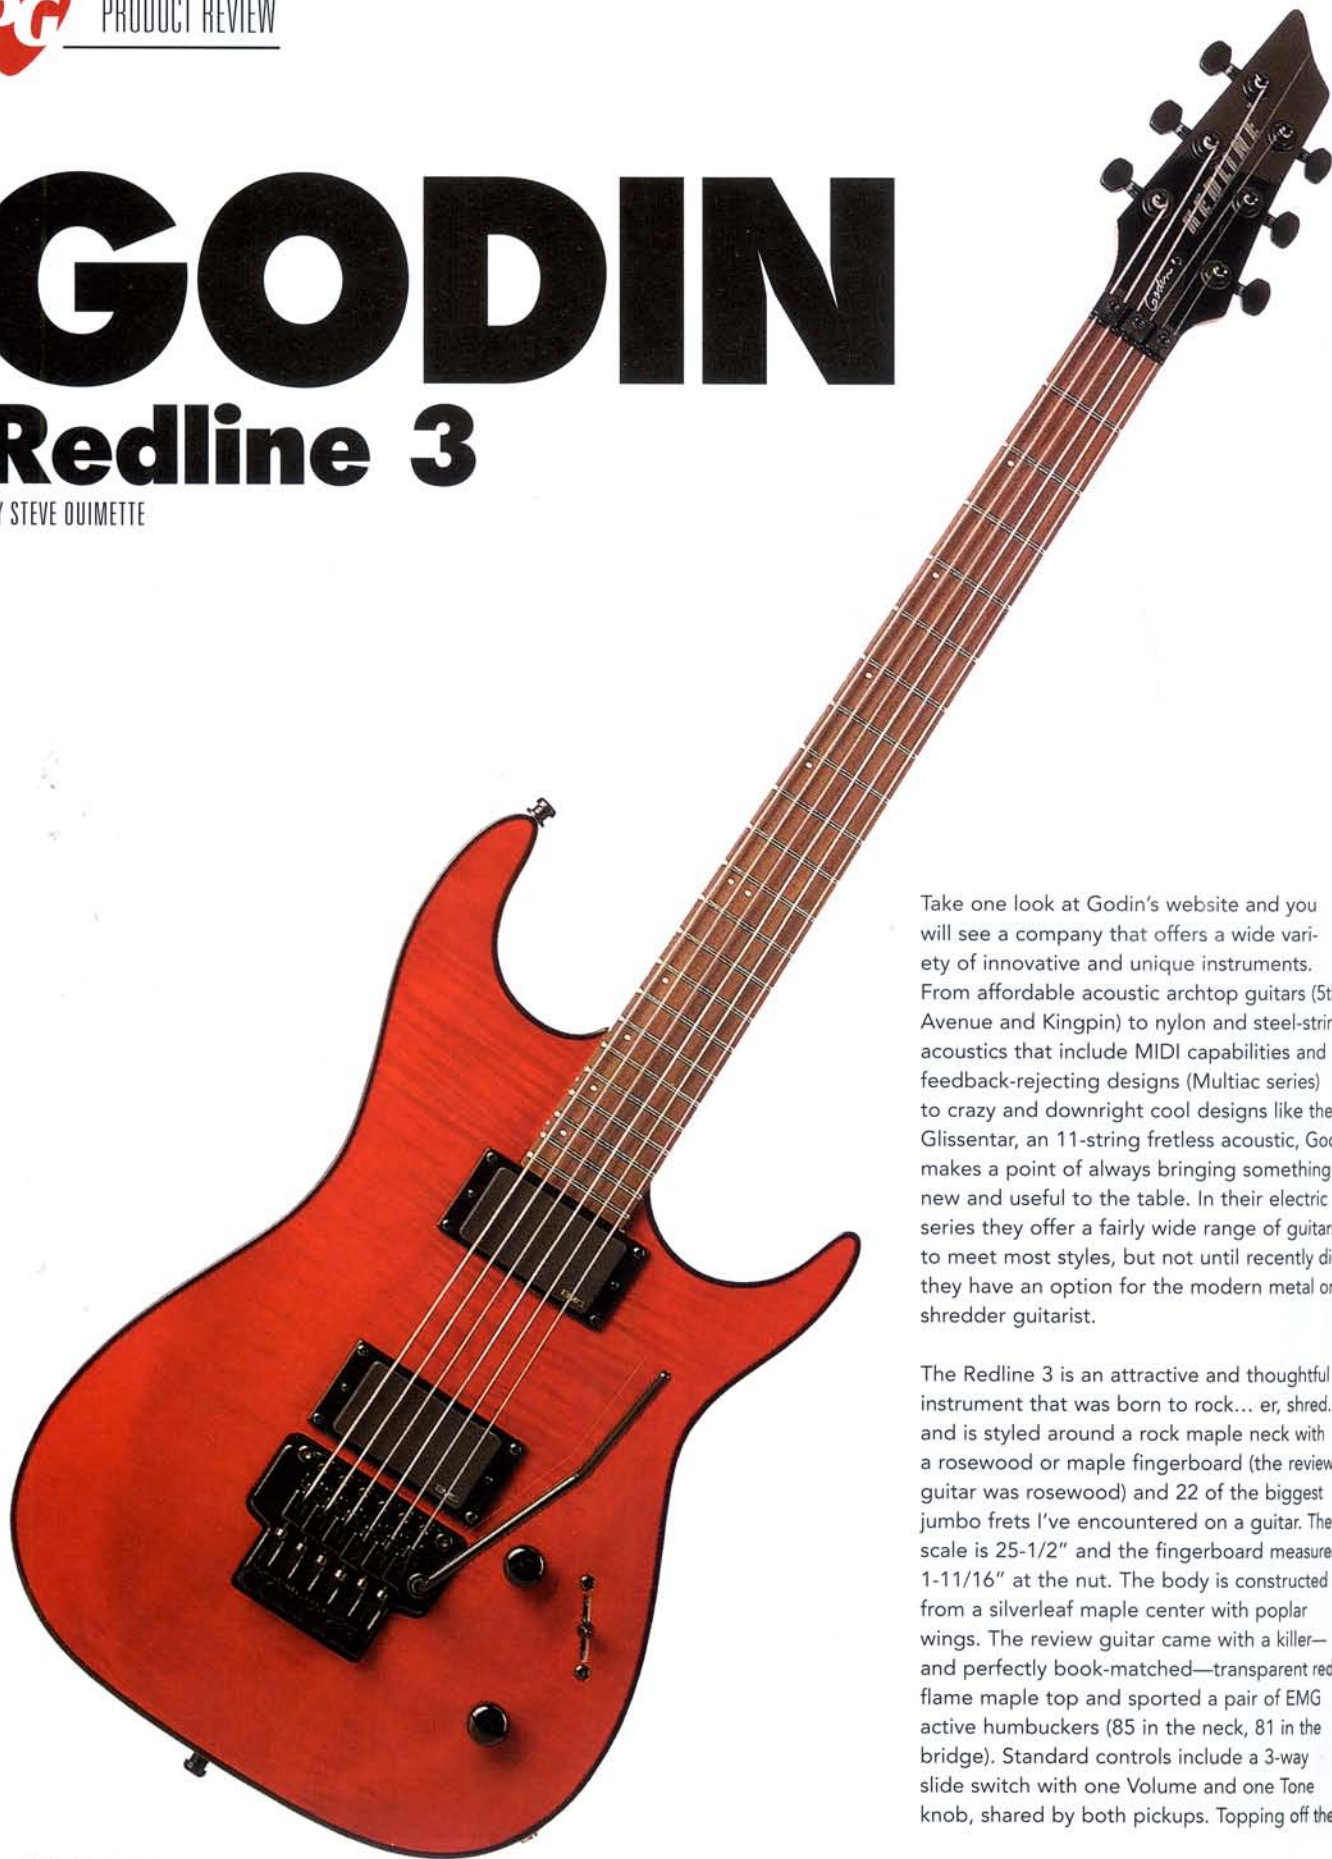 PG
PRODUCT REVIEW
GODIN
Redline 3
Y STEVE OUIMETTE
REDLINE
Godin
EMG
EMG
Take one look at Godin's website and you
will see a company that offers a wide vari-
ety of innovative and unique instruments.
From affordable acoustic archtop guitars (5t
Avenue and Kingpin) to nylon and steel-strin
acoustics that include MIDI capabilities and
feedback-rejecting designs (Multiac series)
to crazy and downright cool designs like the
Glissentar, an 11-string fretless acoustic, God
makes a point of always bringing something
new and useful to the table. In their electric
series they offer a fairly wide range of guitar
to meet most styles, but not until recently di
they have an option for the modern metal or
shredder guitarist.
The Redline 3 is an attractive and thoughtful
instrument that was born to rock... er, shred.
and is styled around a rock maple neck with
a rosewood or maple fingerboard (the review
guitar was rosewood) and 22 of the biggest
jumbo frets I've encountered on a guitar. The
scale is 25-1/2" and the fingerboard measure
1-11/16" at the nut. The body is constructed
from a silverleaf maple center with poplar
wings. The review guitar came with a killer—
and perfectly book-matched—transparent red
flame maple top and sported a pair of EMG
active humbuckers (85 in the neck, 81 in the
bridge). Standard controls include a 3-way
slide switch with one Volume and one Tone
knob, shared by both pickups. Topping off the